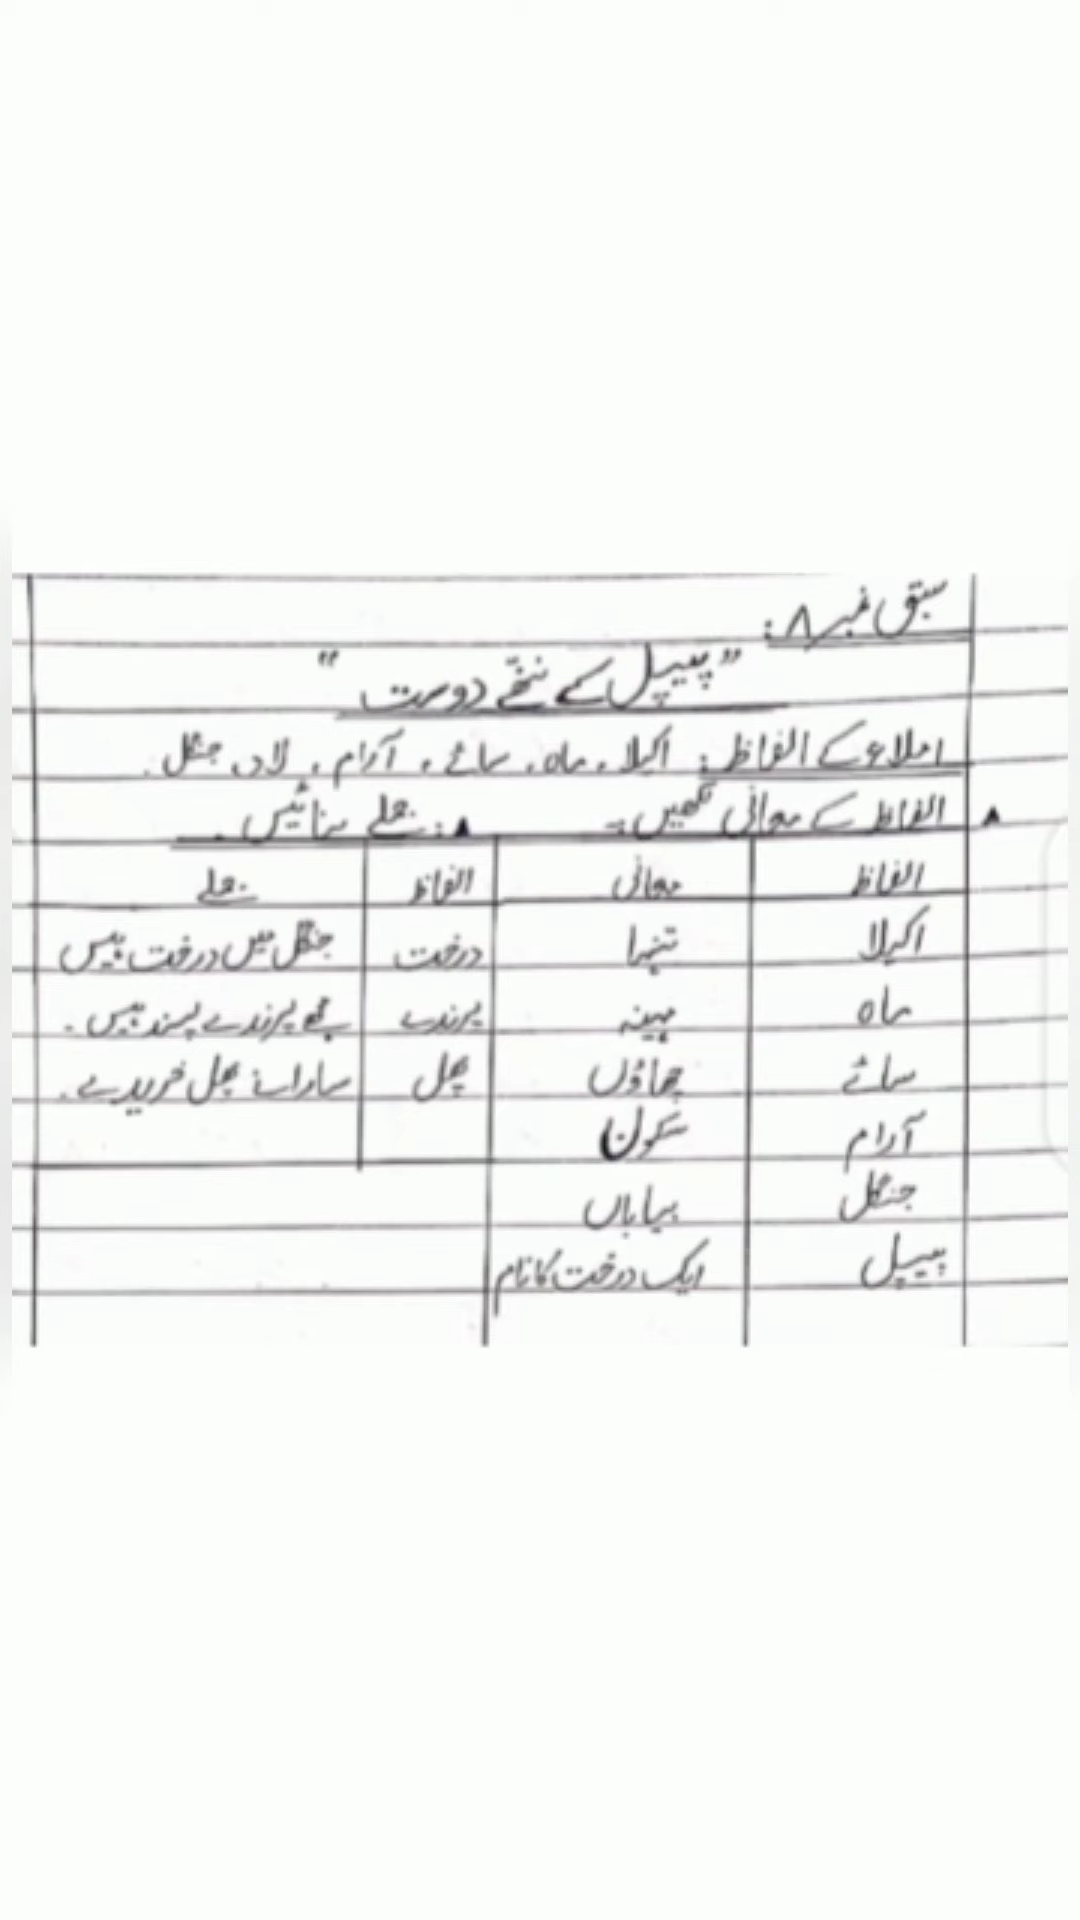 سبق نمبر ۸:
"پیپل کے ننھے دوست"
املاء کے الفاظ: اکیلا، ماہ، سائے، آرام، لاد، جنگل۔
الفاظ کے معانی لکھیں:۔ جملے بنائیں۔
الفاظ معانی الفاظ جملے
اکیلا تنہا درخت جنگل میں درخت ہیں
ماہ مہینہ پرندے مجھے پرندے پسند ہیں۔
سائے چھاؤں پھل سارا نے پھل خریدے۔
آرام سکون
جنگل بیاباں
پیپل ایک درخت کا نام